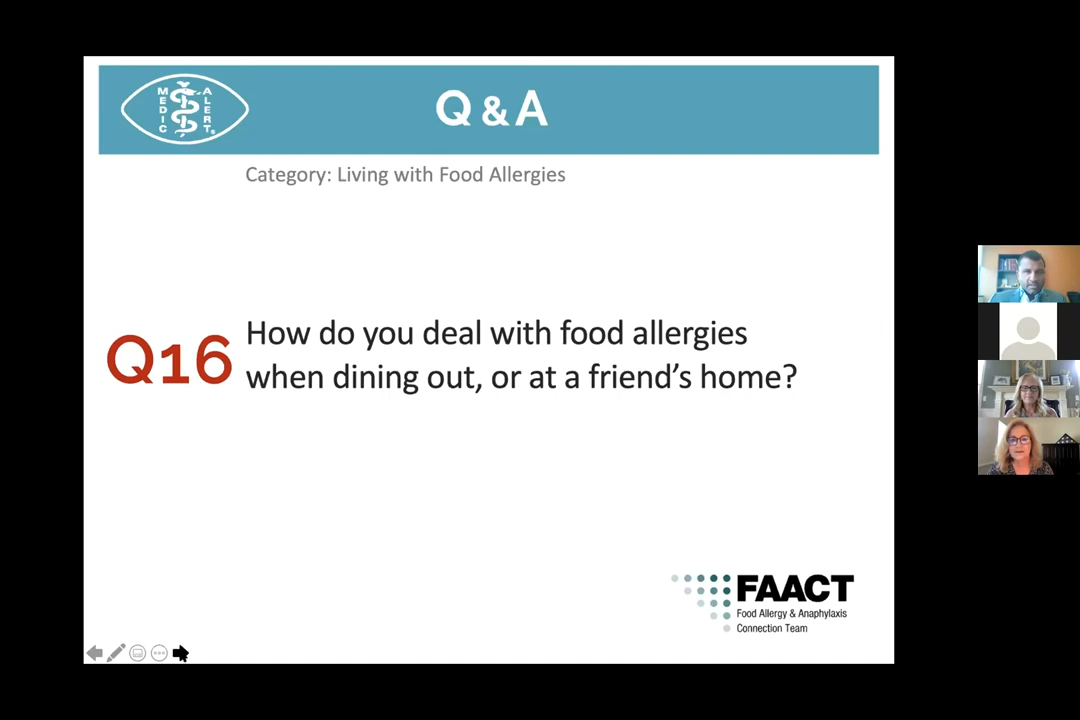 MEDIC ALERT
Q & A
Category: Living with Food Allergies
Q16
How do you deal with food allergies
when dining out, or at a friend’s home?
FAACT
Food Allergy & Anaphylaxis
Connection Team